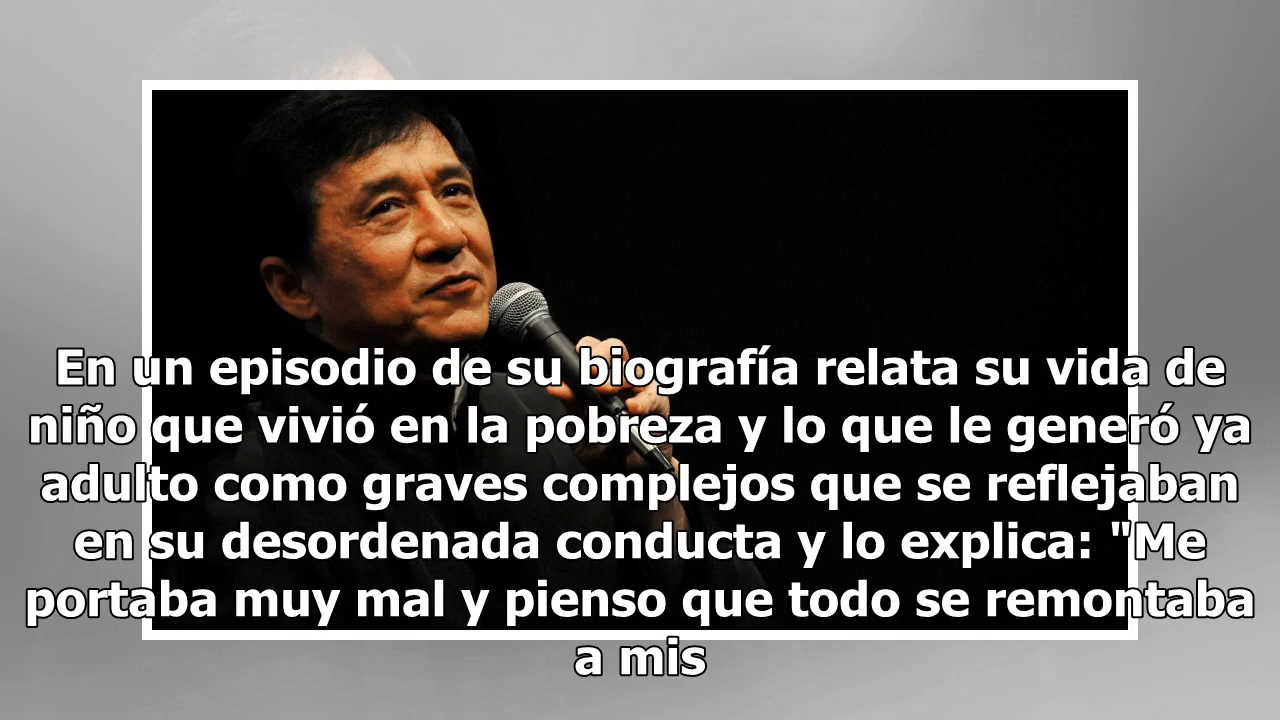 En un episodio de su biografía relata su vida de
niño que vivió en la pobreza y lo que le generó ya
adulto como graves complejos que se reflejaban
en su desordenada conducta y lo explica: "Me
portaba muy mal y pienso que todo se remontaba
a mis